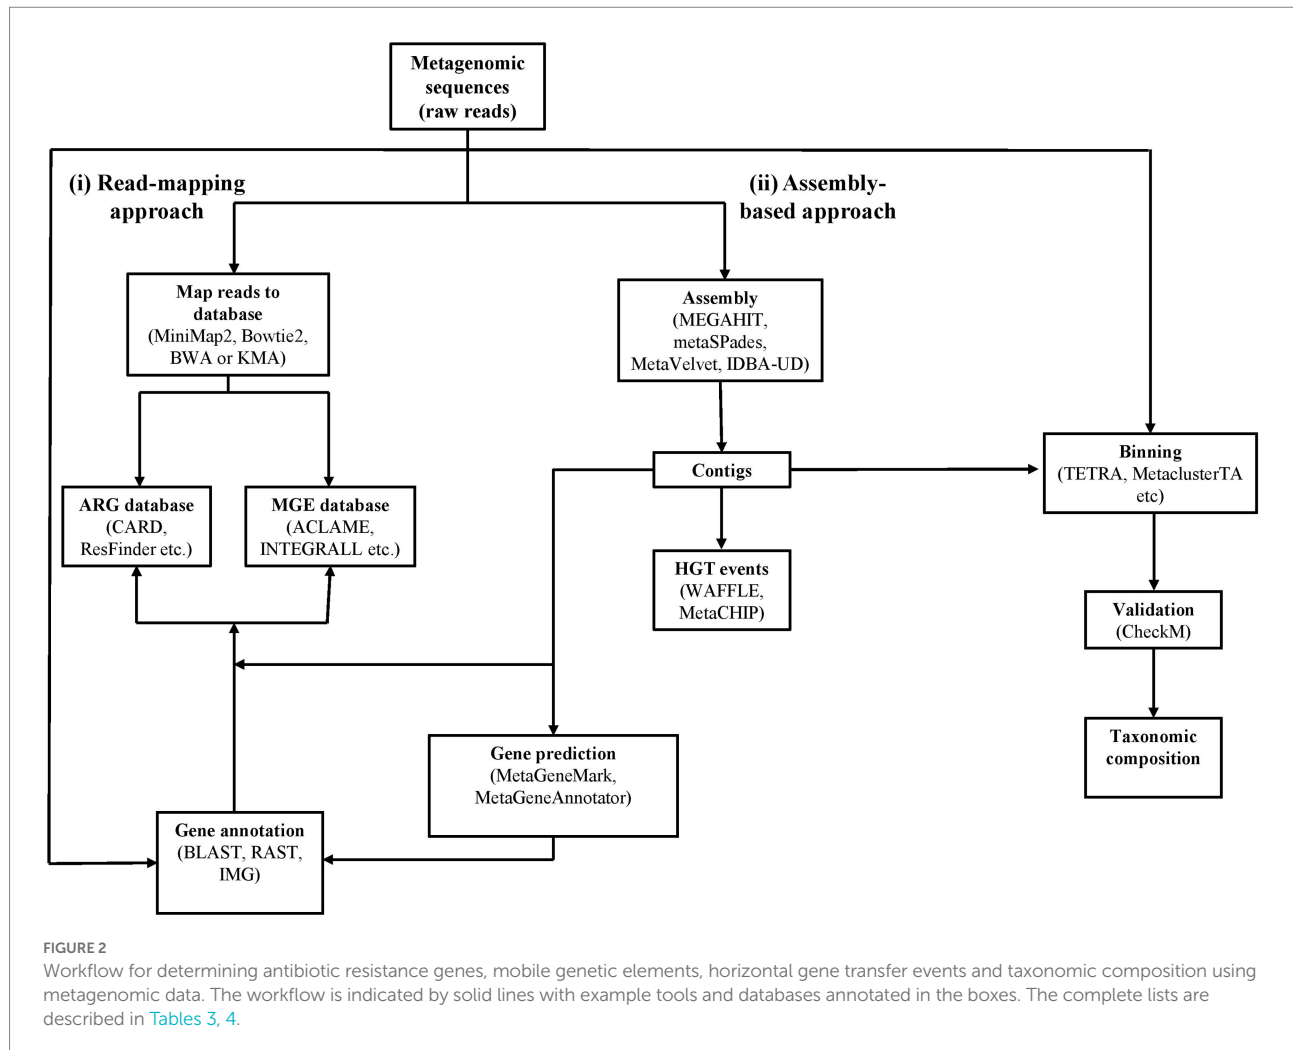 Metagenomic
sequences
(raw reads)
(i) Read-mapping
approach
(ii) Assembly-
based approach
Map reads to
database
(MiniMap2, Bowtie2,
BWA or KMA)
Assembly
(MEGAHIT,
metaSPades,
MetaVelvet, IDBA-UD)
Contigs
Binning
(TETRA, MetaclusterTA
etc)
ARG database
(CARD,
ResFinder etc.)
MGE database
(ACLAME,
INTEGRALL etc.)
HGT events
(WAFFLE,
MetaCHIP)
Validation
(CheckM)
Taxonomic
composition
Gene prediction
(MetaGeneMark,
MetaGeneAnnotator)
Gene annotation
(BLAST, RAST,
IMG)
FIGURE 2
Workflow for determining antibiotic resistance genes, mobile genetic elements, horizontal gene transfer events and taxonomic composition using
metagenomic data. The workflow is indicated by solid lines with example tools and databases annotated in the boxes. The complete lists are
described in Tables 3, 4.